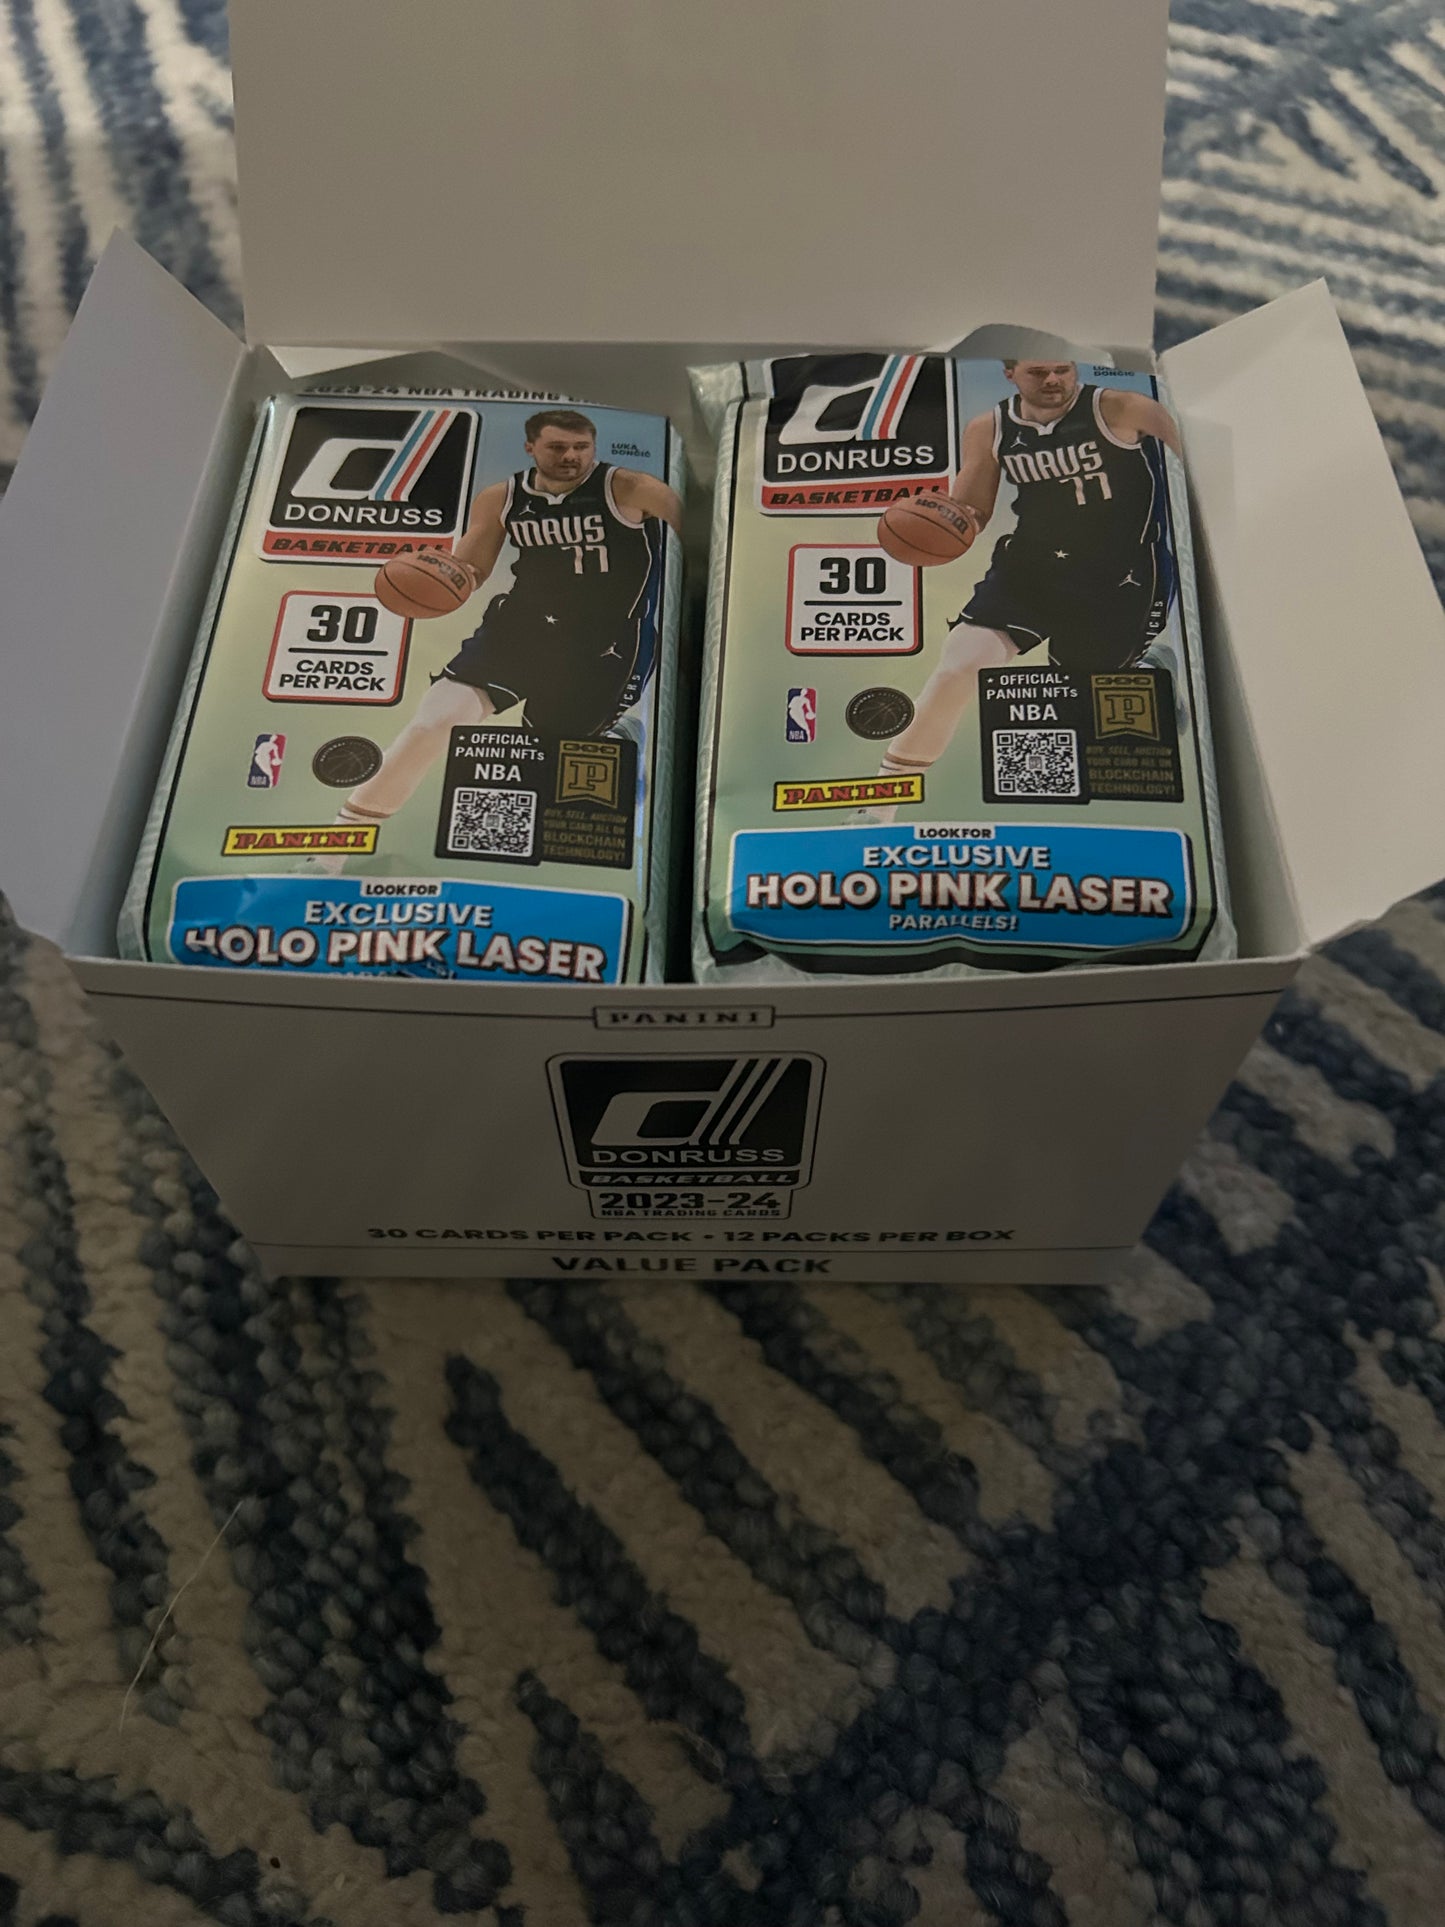 2023-24 NBA TRADING
DONRUSS
BASKETBALL
LUKA
DONČIĆ
Wilson
MAVS
77
30
CARDS
PER PACK
NBA
OFFICIAL
PANINI NFTs
NBA
P
BUY, SELL, AUCTION
YOUR CARD ALL ON
BLOCKCHAIN
TECHNOLOGY!
PANINI
LOOK FOR
EXCLUSIVE
HOLO PINK LASER
LUKA
DONČIĆ
DONRUSS
BASKETBALL
Wilson
MAVS
77
30
CARDS
PER PACK
NBA
OFFICIAL
PANINI NFTs
NBA
P
BUY, SELL, AUCTION
YOUR CARD ALL ON
BLOCKCHAIN
TECHNOLOGY!
PANINI
LOOK FOR
EXCLUSIVE
HOLO PINK LASER
PARALLELS!
PANINI
DONRUSS
BASKETBALL
2023-24
NBA TRADING CARDS
30 CARDS PER PACK • 12 PACKS PER BOX
VALUE PACK